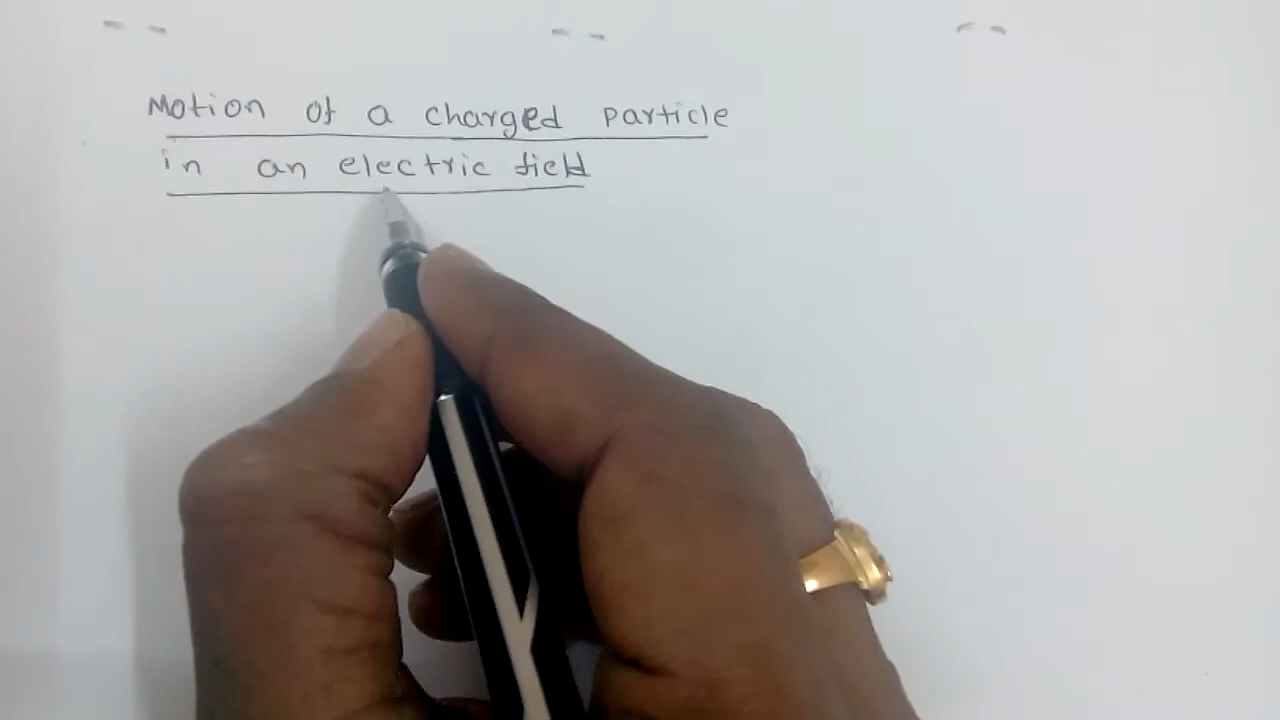 Motion of a charged particle
in an electric field